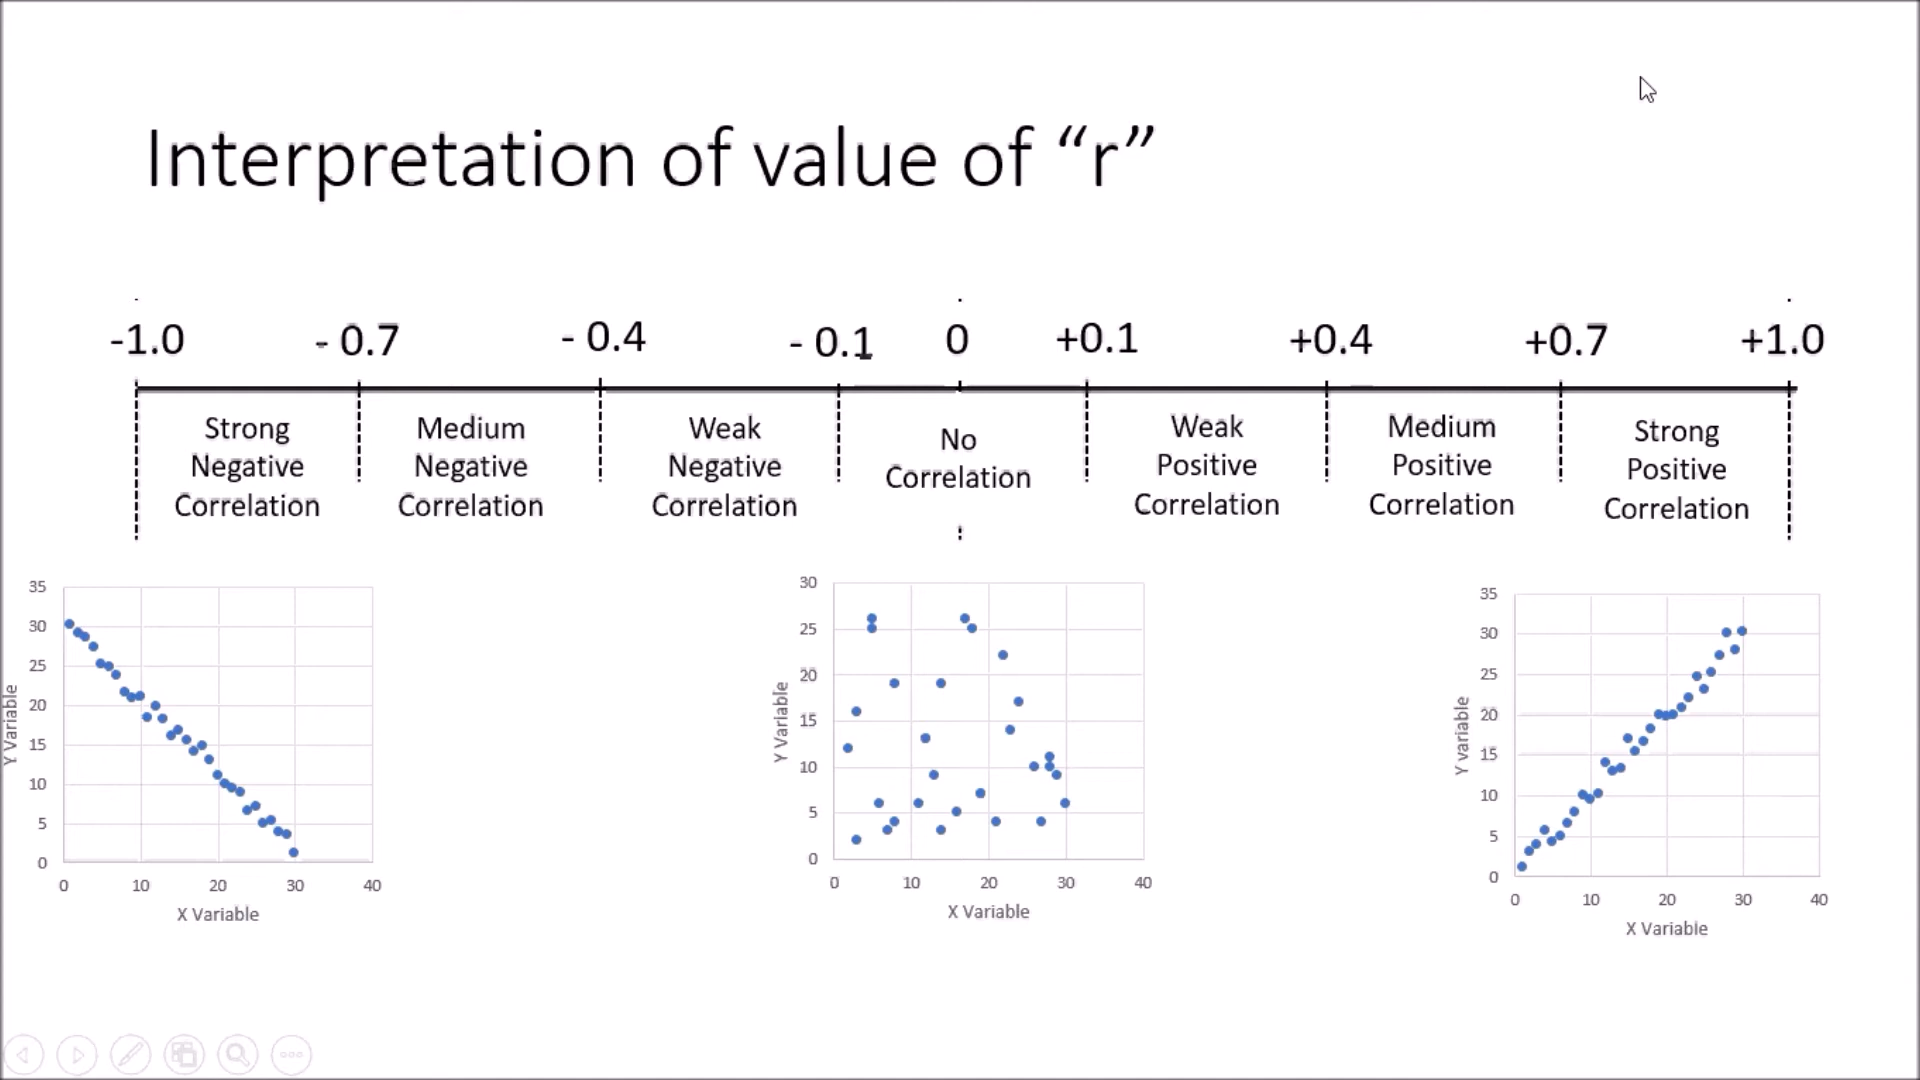 Interpretation of value of “r”
-1.0 - 0.7 - 0.4 - 0.1 0 +0.1 +0.4 +0.7 +1.0
Strong
Negative
Correlation
Medium
Negative
Correlation
Weak
Negative
Correlation
No
Correlation
Weak
Positive
Correlation
Medium
Positive
Correlation
Strong
Positive
Correlation
35
30
25
20
15
10
5
0
0 10 20 30 40
Y Variable
X Variable
30
25
20
15
10
5
0
0 10 20 30 40
Y Variable
X Variable
35
30
25
20
15
10
5
0
0 10 20 30 40
Y variable
X Variable